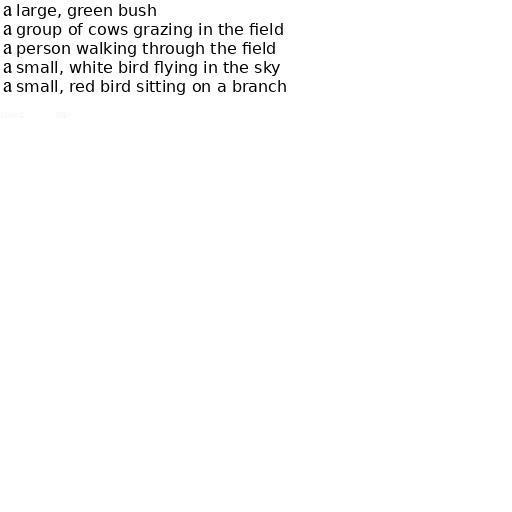 a large, green bush
a group of cows grazing in the field
a person walking through the field
a small, white bird flying in the sky
a small, red bird sitting on a branch